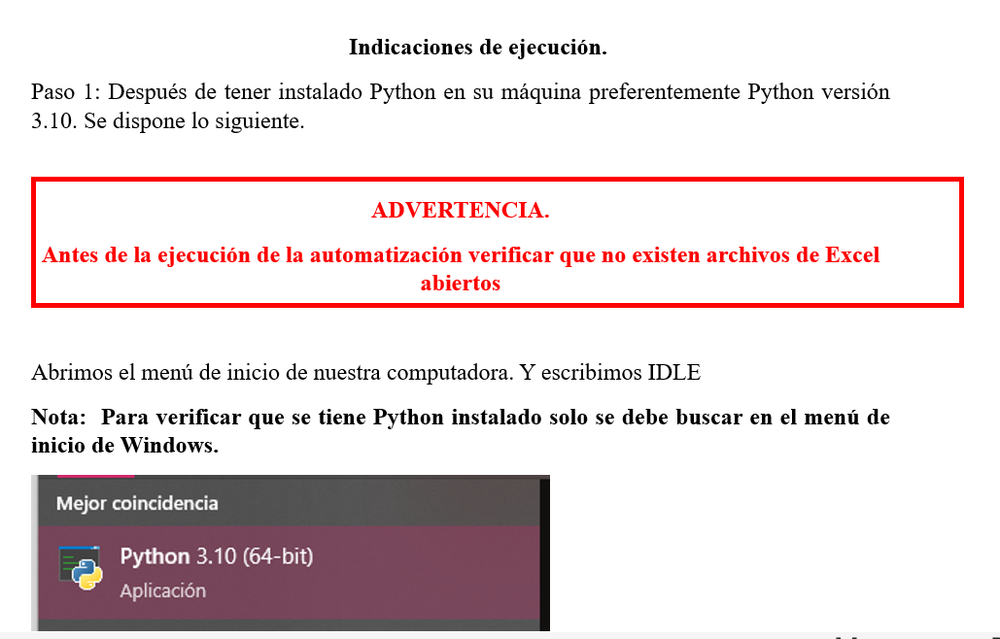 Indicaciones de ejecución.
Paso 1: Después de tener instalado Python en su máquina preferentemente Python versión
3.10. Se dispone lo siguiente.
ADVERTENCIA.
Antes de la ejecución de la automatización verificar que no existen archivos de Excel
abiertos
Abrimos el menú de inicio de nuestra computadora. Y escribimos IDLE
Nota:  Para verificar que se tiene Python instalado solo se debe buscar en el menú de
inicio de Windows.
Mejor coincidencia
Python 3.10 (64-bit)
Aplicación